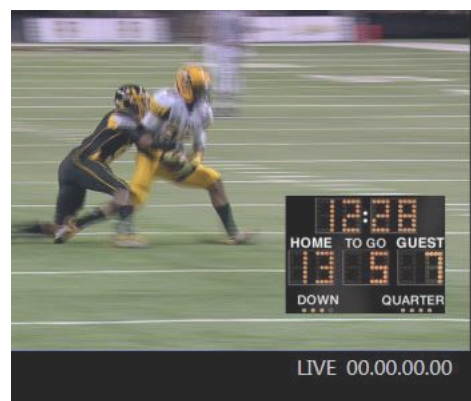 12:28
HOME TO GO GUEST
13 5 7
DOWN QUARTER
LIVE 00.00.00.00